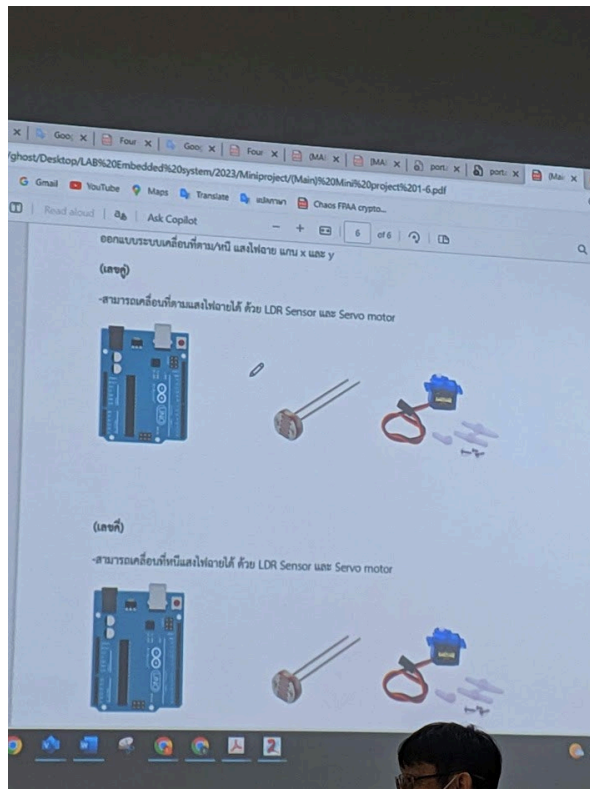 Goo
Four
Goo
Four
(MA
(MA
port
port
(Mai
/ghost/Desktop/LAB%20Embedded%20system/2023/Miniproject/(Main)%20Mini%20project%201-6.pdf
Gmail YouTube Maps Translate แปลภาษา Chaos FPAA crypto...
Read aloud Ask Copilot 6 of 6
ออกแบบระบบเคลื่อนที่ตาม/หนี แสงไฟฉาย แกน x และ y
(เลขคู่)
-สามารถเคลื่อนที่ตามแสงไฟฉายได้ ด้วย LDR Sensor และ Servo motor
UNO
(เลขคี่)
-สามารถเคลื่อนที่หนีแสงไฟฉายได้ ด้วย LDR Sensor และ Servo motor
UNO